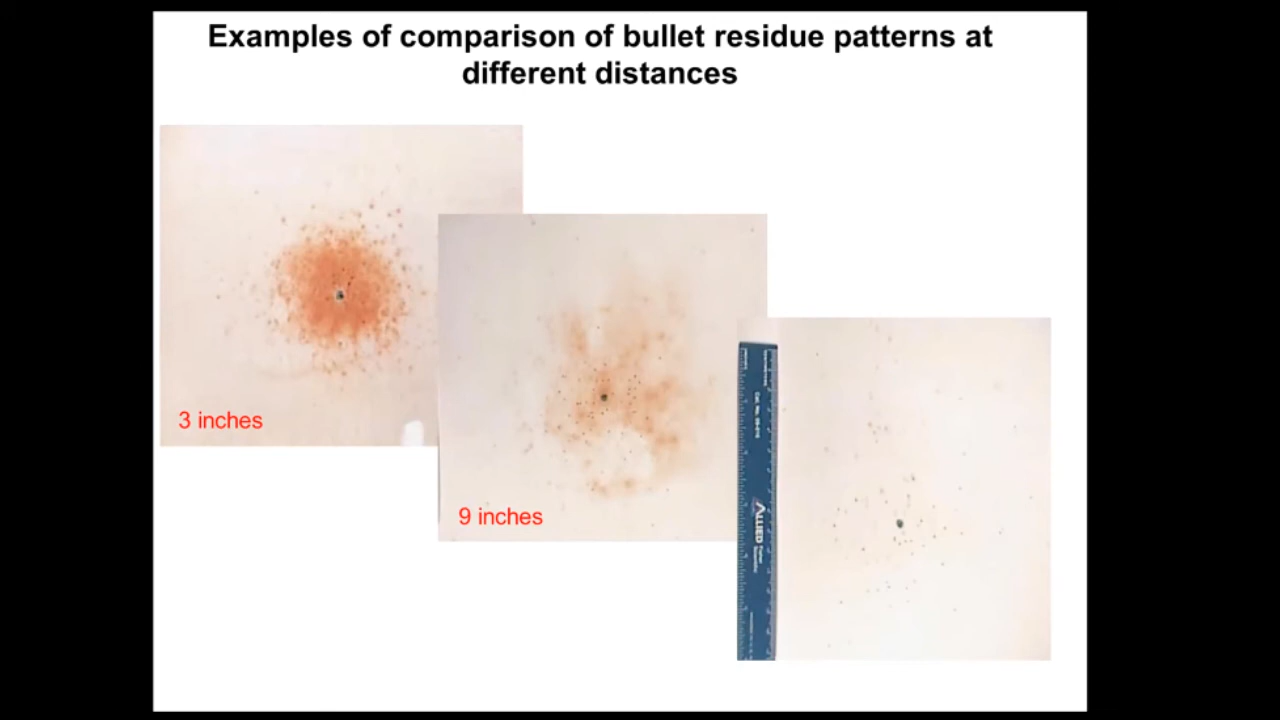 Examples of comparison of bullet residue patterns at
different distances
3 inches
9 inches
ALLIED